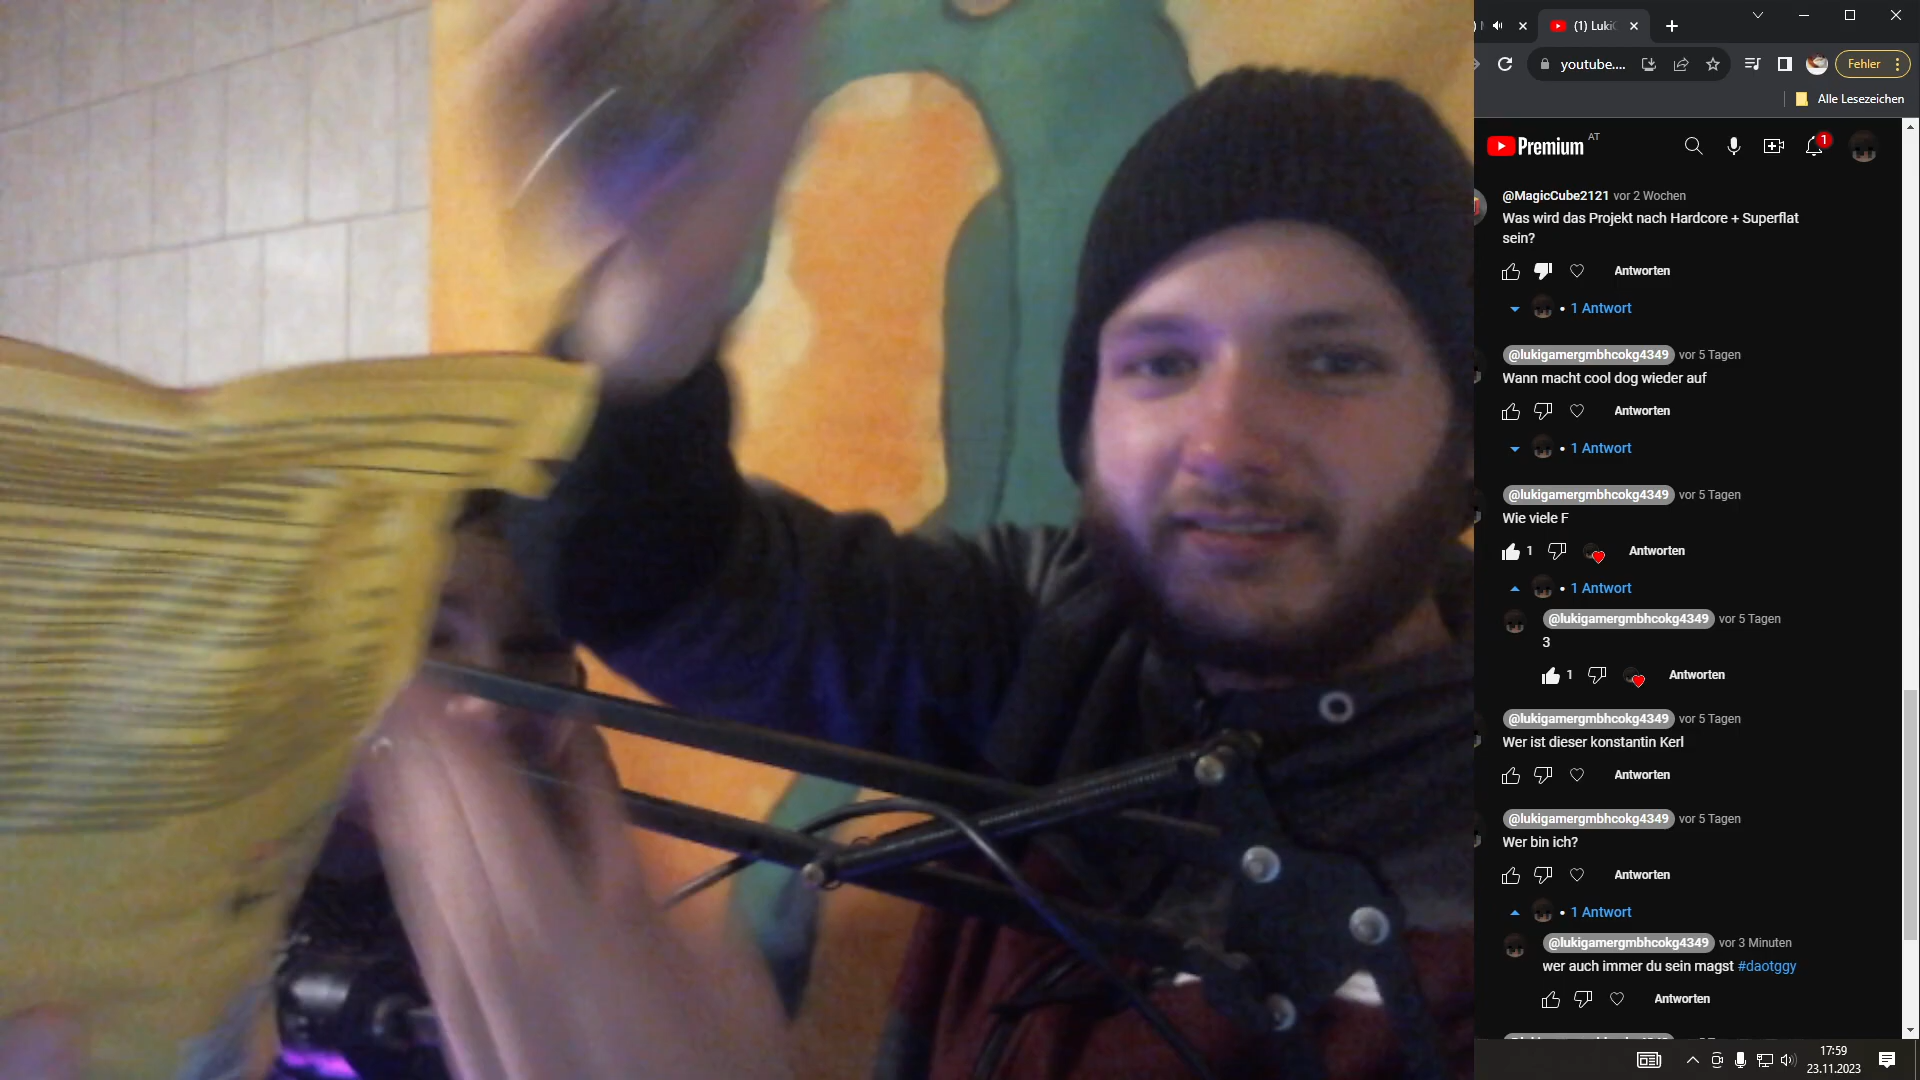 (1) Luki
youtube....
Fehler
Alle Lesezeichen
Premium AT
1
@MagicCube2121 vor 2 Wochen
Was wird das Projekt nach Hardcore + Superflat
sein?
Antworten
1 Antwort
@lukigamergmbhcokg4349 vor 5 Tagen
Wann macht cool dog wieder auf
Antworten
1 Antwort
@lukigamergmbhcokg4349 vor 5 Tagen
Wie viele F
1 Antworten
1 Antwort
@lukigamergmbhcokg4349 vor 5 Tagen
3
1 Antworten
@lukigamergmbhcokg4349 vor 5 Tagen
Wer ist dieser konstantin Kerl
Antworten
@lukigamergmbhcokg4349 vor 5 Tagen
Wer bin ich?
Antworten
1 Antwort
@lukigamergmbhcokg4349 vor 3 Minuten
wer auch immer du sein magst #daotggy
Antworten
17:59
23.11.2023